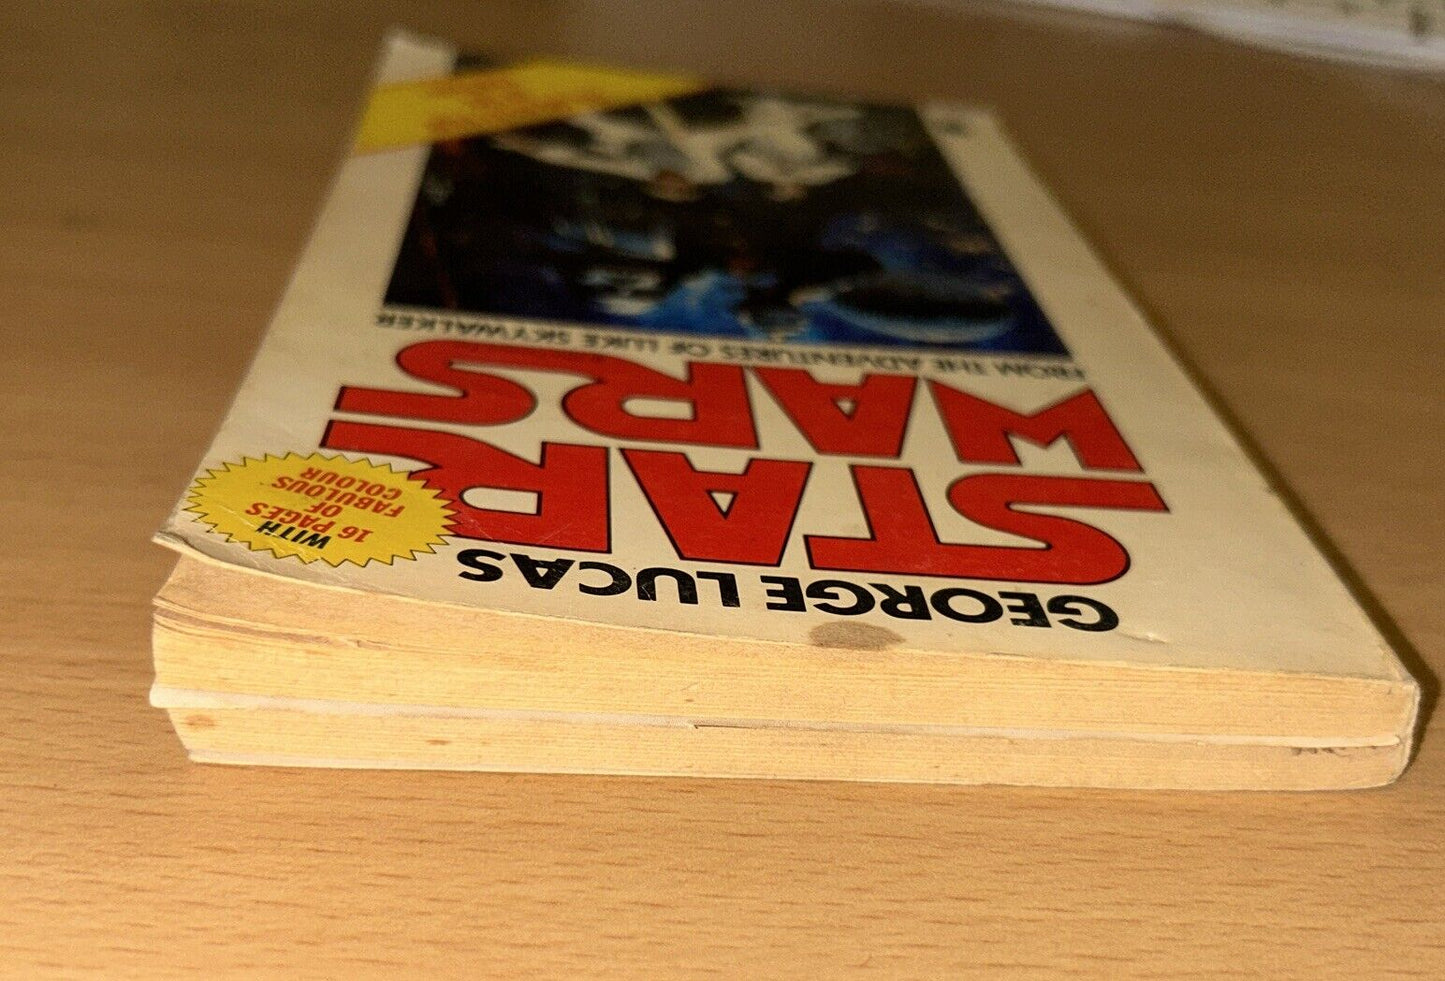 GEORGE LUCAS
STAR
WARS
FROM THE ADVENTURES OF LUKE SKYWALKER
WITH
16 PAGES
OF
FABULOUS
COLOUR